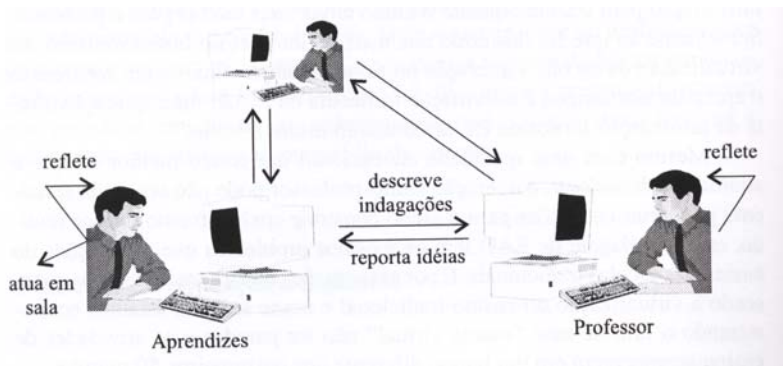 reflete
reflete
descreve
indagações
reporta idéias
atua em
sala
Aprendizes
Professor